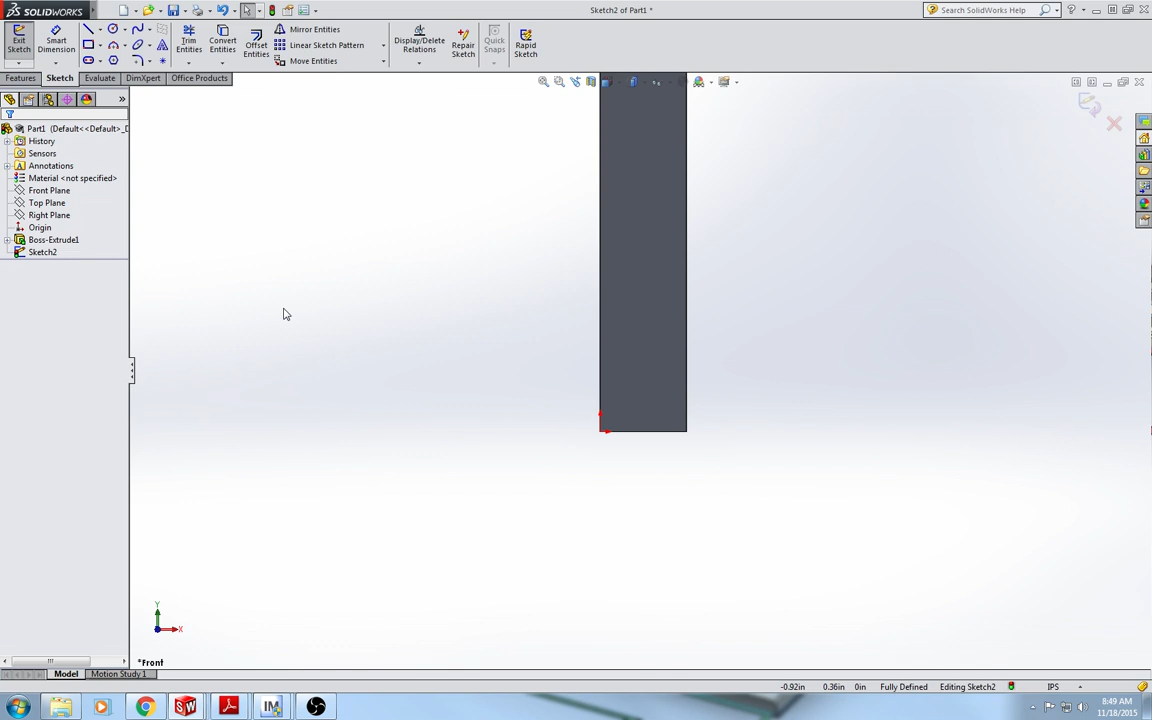 SOLIDWORKS
Sketch2 of Part1 *
Search SolidWorks Help
Exit Sketch
Smart Dimension
Trim Entities
Convert Entities
Offset Entities
Mirror Entities
Linear Sketch Pattern
Move Entities
Display/Delete Relations
Repair Sketch
Quick Snaps
Rapid Sketch
Features Sketch Evaluate DimXpert Office Products
Part1 (Default<<Default>_D
History
Sensors
Annotations
Material <not specified>
Front Plane
Top Plane
Right Plane
Origin
Boss-Extrude1
Sketch2
Y
X
*Front
Model Motion Study 1
-0.92in 0.36in 0in Fully Defined Editing Sketch2 IPS
SW IM
8:49 AM
11/18/2015